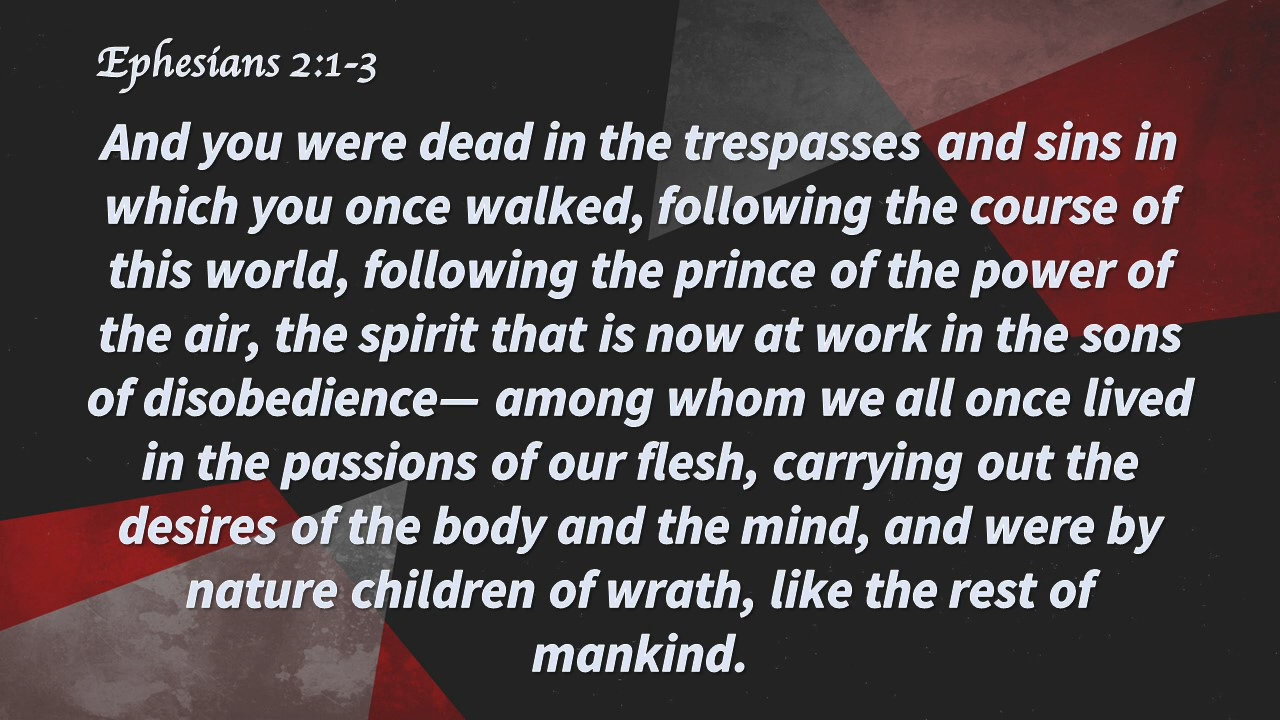 Ephesians 2:1-3
And you were dead in the trespasses and sins in
which you once walked, following the course of
this world, following the prince of the power of
the air, the spirit that is now at work in the sons
of disobedience— among whom we all once lived
in the passions of our flesh, carrying out the
desires of the body and the mind, and were by
nature children of wrath, like the rest of
mankind.